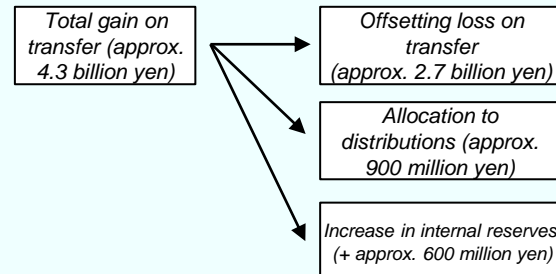 Total gain on
transfer (approx.
4.3 billion yen)
Offsetting loss on
transfer
(approx. 2.7 billion yen)
Allocation to
distributions (approx.
900 million yen)
Increase in internal reserves
(+ approx. 600 million yen)